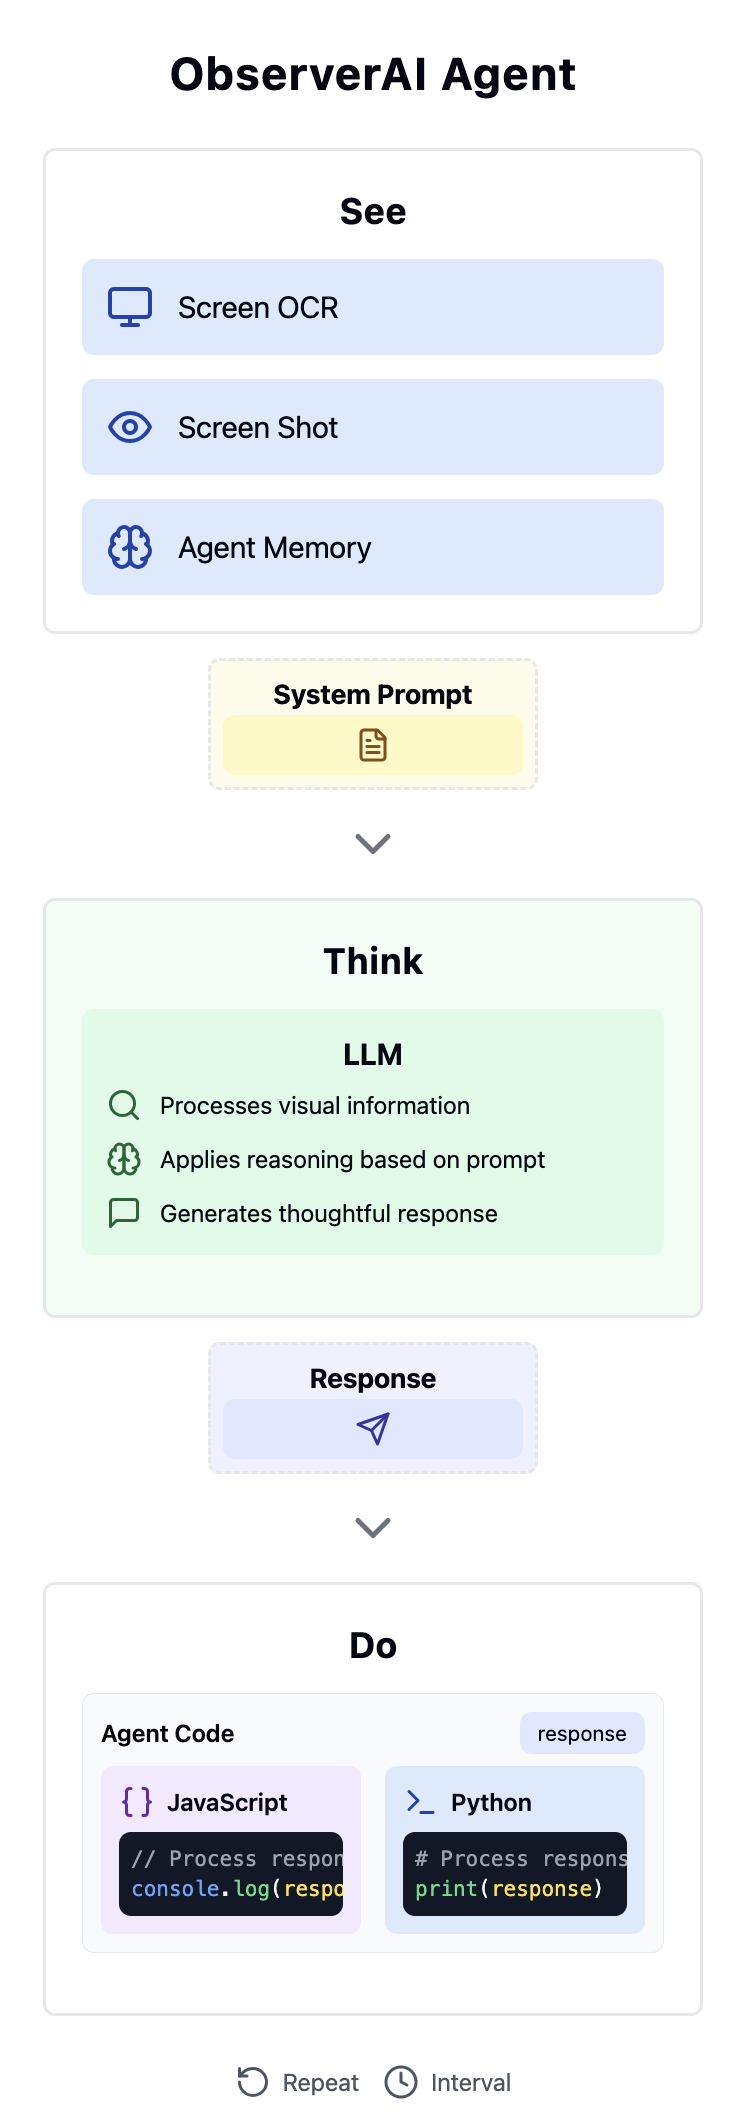 ObserverAI Agent
See
Screen OCR
Screen Shot
Agent Memory
System Prompt
Think
LLM
Processes visual information
Applies reasoning based on prompt
Generates thoughtful response
Response
Do
Agent Code
response
{ } JavaScript
// Process respon
console.log(respo
>_ Python
# Process respons
print(response)
Repeat
Interval